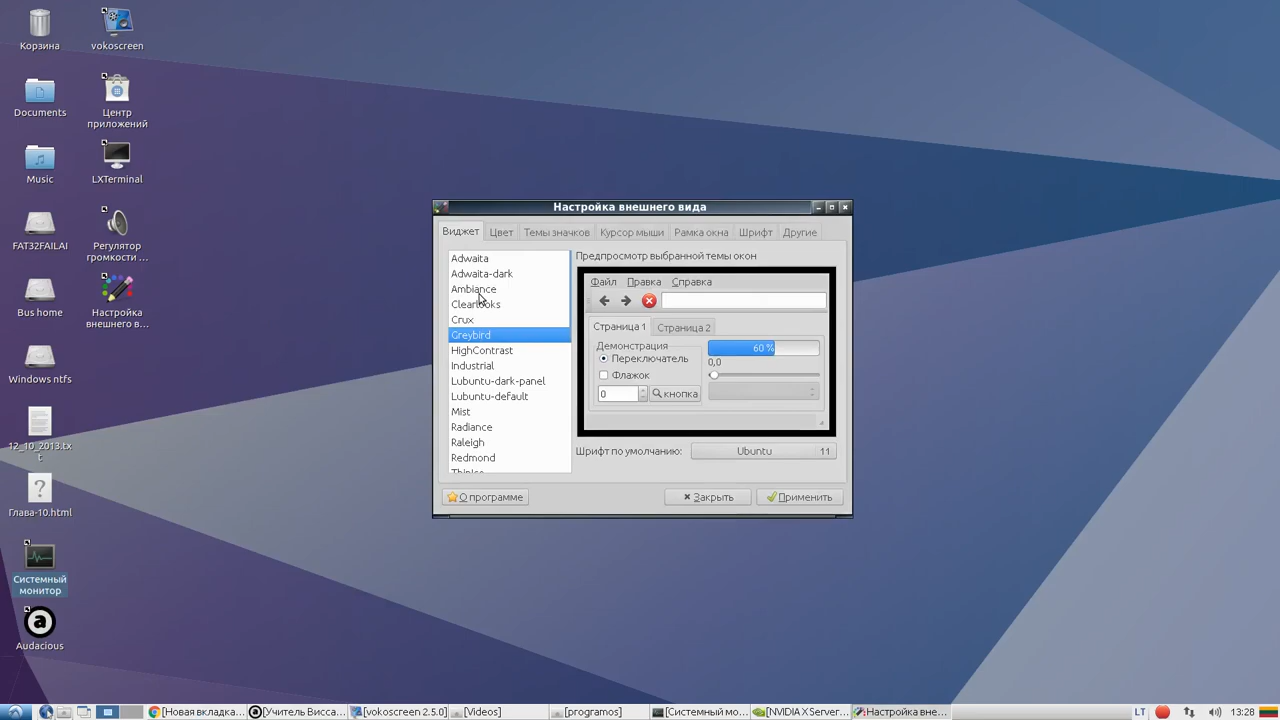 Корзина
vokoscreen
Documents
Центр
приложений
Music
LXTerminal
FAT32FAILAI
Регулятор
громкости ...
Bus home
Настройка
внешнего в...
Windows ntfs
12_10_2013.tx
t
Глава-10.html
Системный
монитор
Audacious
Настройка внешнего вида
Виджет
Цвет
Темы значков
Курсор мыши
Рамка окна
Шрифт
Другие
Adwaita
Adwaita-dark
Ambiance
Clearlooks
Crux
Greybird
HighContrast
Industrial
Lubuntu-dark-panel
Lubuntu-default
Mist
Radiance
Raleigh
Redmond
ThinIce
Предпросмотр выбранной темы окон
Файл Правка Справка
Страница 1 Страница 2
Демонстрация
Переключатель
Флажок
0
кнопка
60 %
0,0
Шрифт по умолчанию:
Ubuntu 11
О программе
Закрыть
Применить
[Новая вкладка...
[Учитель Висса...
[vokoscreen 2.5.0]
[Videos]
[programos]
[Системный мо...
[NVIDIA X Server...
Настройка вне...
LT
13:28